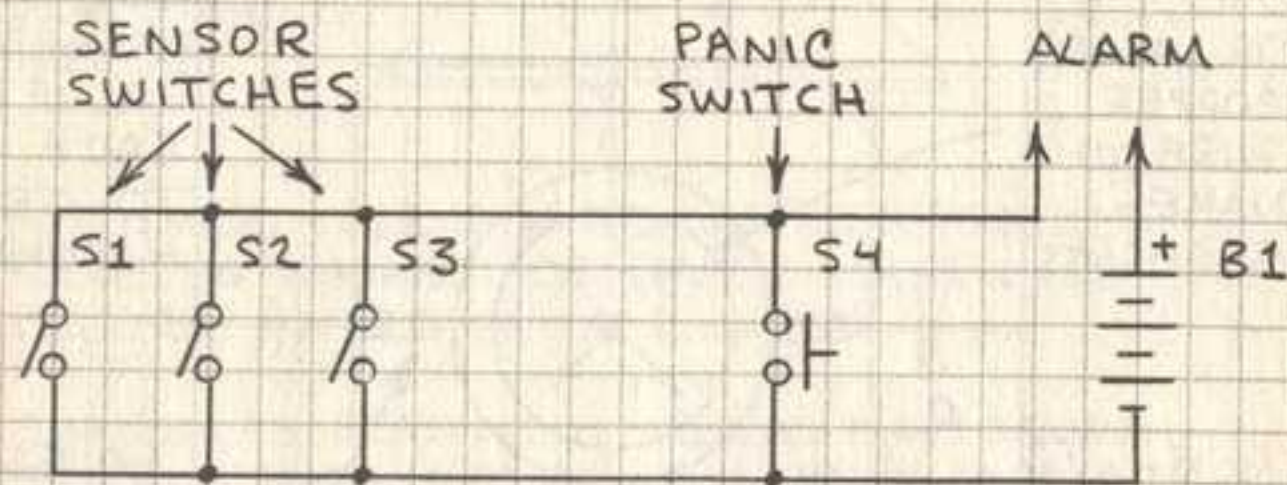 SENSOR
SWITCHES
PANIC
SWITCH
ALARM
S1
S2
S3
S4
+
B1